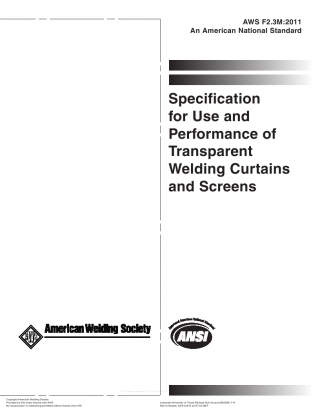 AWS F2.3M:2011
An American National Standard
Specification
for Use and
Performance of
Transparent
Welding Curtains
and Screens
American Welding Society
AWS
ANSI